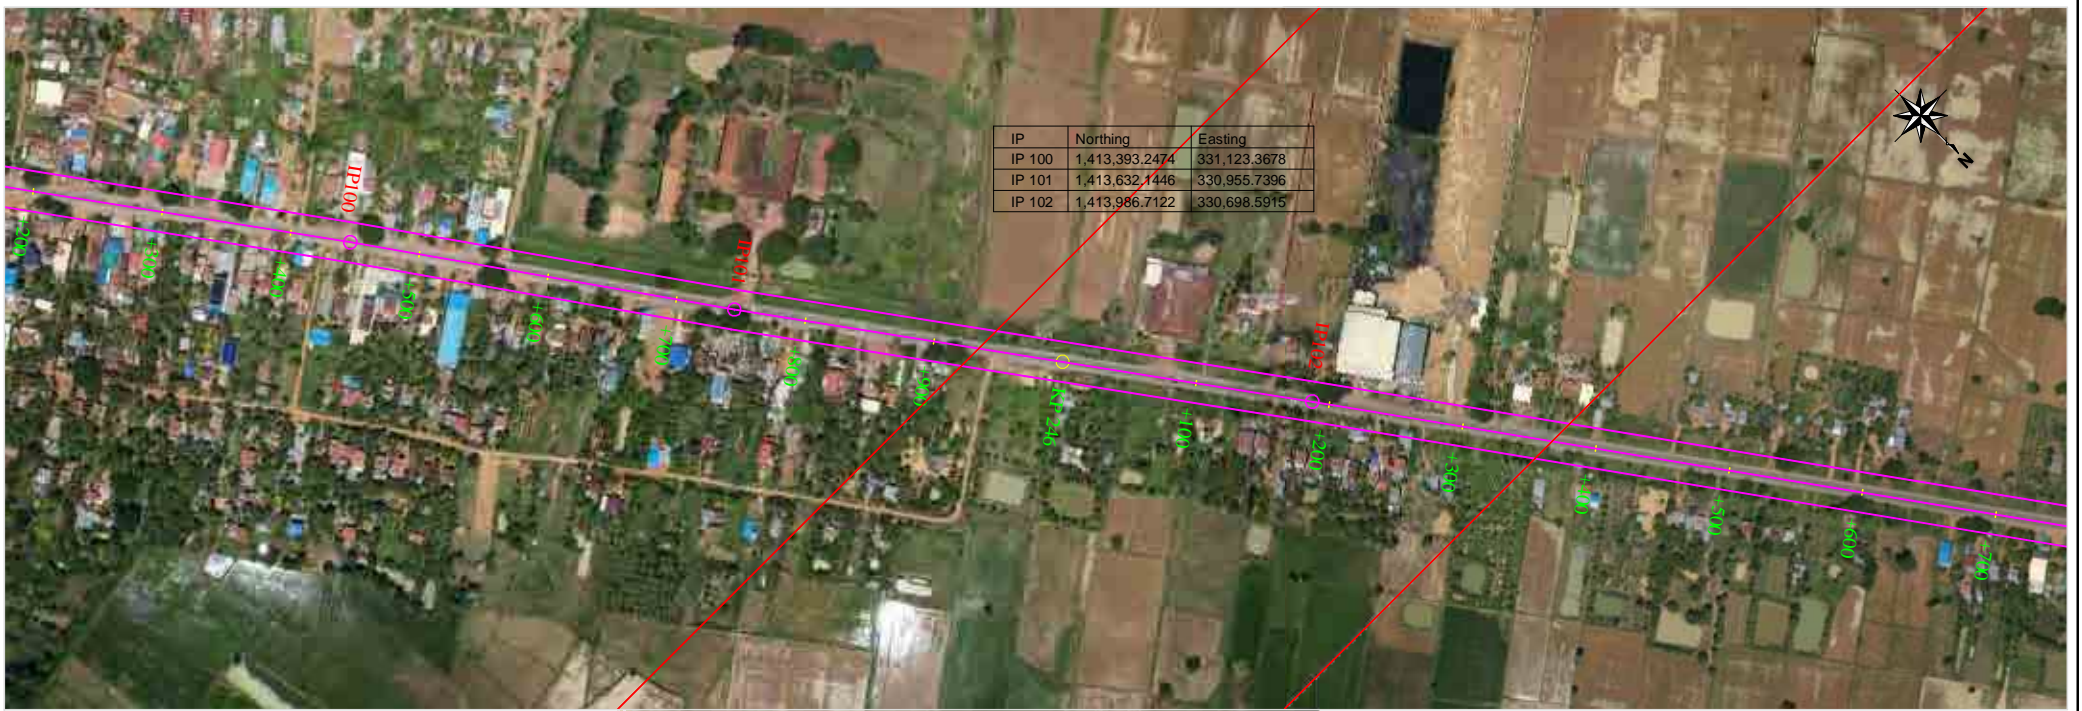 IP Northing Easting
IP 100 1,413,393.2474 331,123.3678
IP 101 1,413,632.1446 330,955.7396
IP 102 1,413,986.7122 330,698.5915
N
IP100
IP101
IP102
+200
+300
+400
+500
+600
+700
+800
+900
KP 246
+100
+200
+300
+400
+500
+600
+700